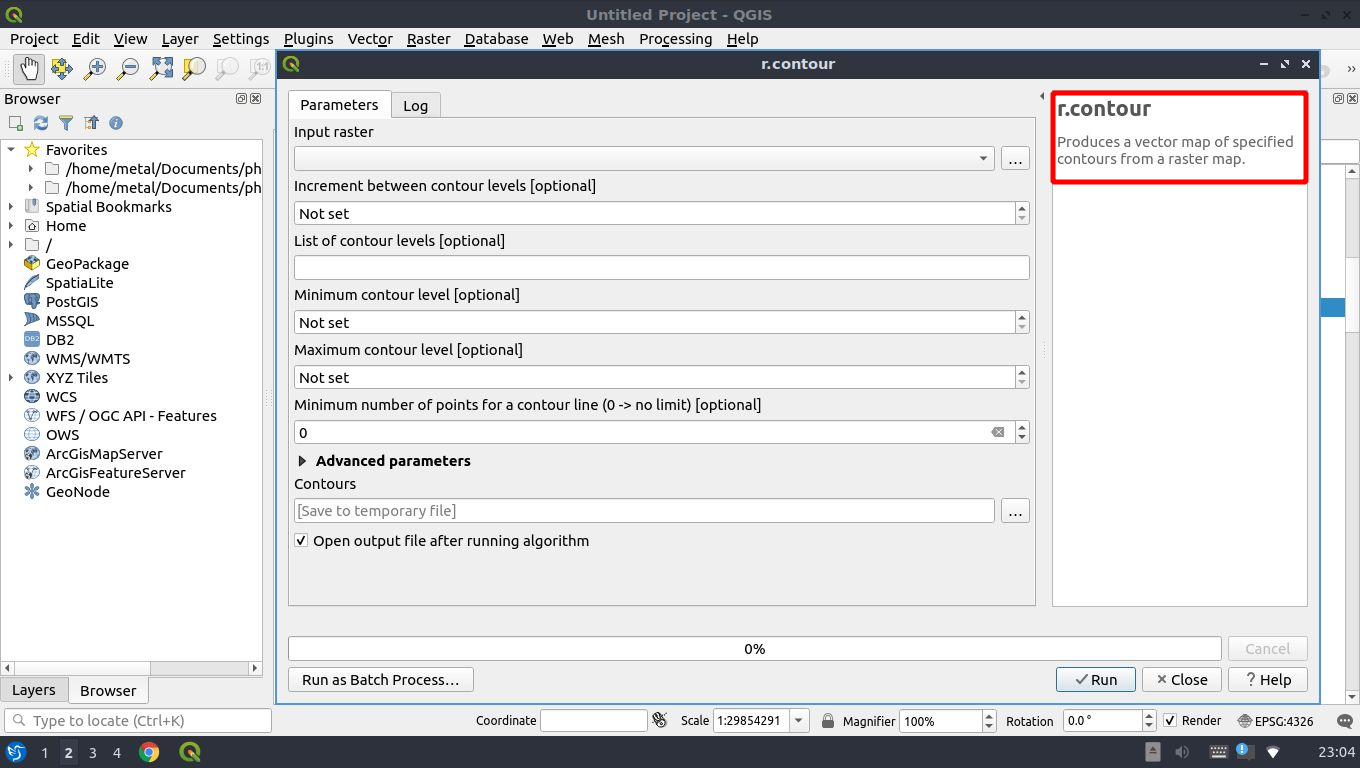 Untitled Project - QGIS
Project Edit View Layer Settings Plugins Vector Raster Database Web Mesh Processing Help
r.contour
Browser
Favorites
/home/metal/Documents/ph
/home/metal/Documents/ph
Spatial Bookmarks
Home
/
GeoPackage
SpatiaLite
PostGIS
MSSQL
DB2
DB2
WMS/WMTS
XYZ Tiles
WCS
WFS / OGC API - Features
OWS
ArcGisMapServer
ArcGisFeatureServer
GeoNode
Layers Browser
Parameters Log
Input raster
...
Increment between contour levels [optional]
Not set
List of contour levels [optional]
Minimum contour level [optional]
Not set
Maximum contour level [optional]
Not set
Minimum number of points for a contour line (0 -> no limit) [optional]
0
Advanced parameters
Contours
[Save to temporary file]
...
Open output file after running algorithm
r.contour
Produces a vector map of specified
contours from a raster map.
0%
Cancel
Run as Batch Process…
Run Close ? Help
Type to locate (Ctrl+K)
Coordinate
Scale 1:29854291
Magnifier 100%
Rotation 0.0 °
Render
EPSG:4326
1 2 3 4
23:04